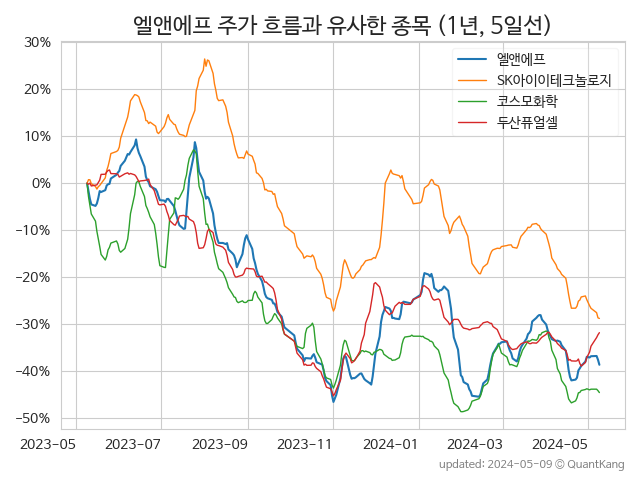 엘앤에프 주가 흐름과 유사한 종목 (1년, 5일선)
엘앤에프
SK아이이테크놀로지
코스모화학
두산퓨얼셀
30%
20%
10%
0%
−10%
−20%
−30%
−40%
−50%
2023-05
2023-07
2023-09
2023-11
2024-01
2024-03
2024-05
updated: 2024-05-09 © QuantKang